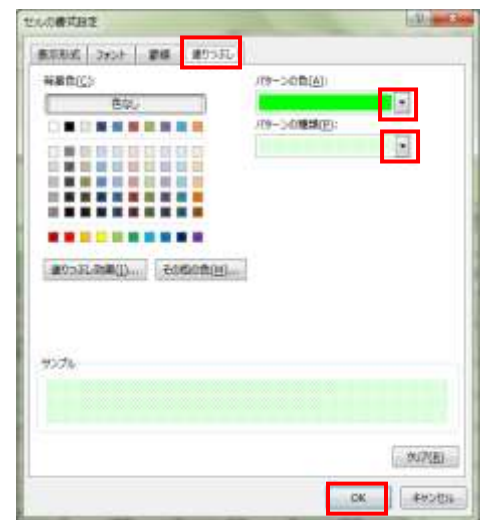 セルの書式設定
表示形式 フォント 罫線 塗りつぶし
背景色(C):
色なし
パターンの色(A):
パターンの種類(P):
塗りつぶし効果(I)... その他の色(M)...
サンプル
クリア(R)
OK キャンセル